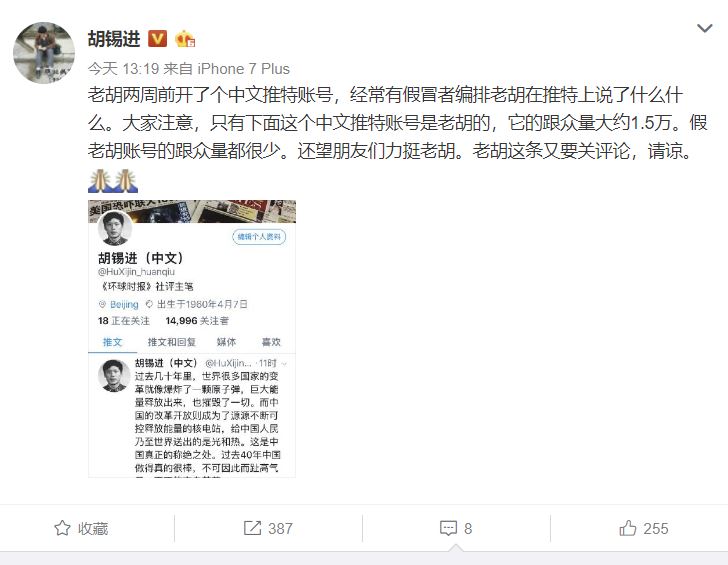 胡锡进
今天 13:19 来自 iPhone 7 Plus
老胡两周前开了个中文推特账号，经常有假冒者编排老胡在推特上说了什么什
么。大家注意，只有下面这个中文推特账号是老胡的，它的跟众量大约1.5万。假
老胡账号的跟众量都很少。还望朋友们力挺老胡。老胡这条又要关评论，请谅。
编辑个人资料
胡锡进（中文）
@HuXijin_huanqiu
《环球时报》社评主笔
Beijing 出生于1960年4月7日
18 正在关注 14,996 关注者
推文 推文和回复 媒体 喜欢
胡锡进（中文） @HuXijin... · 11时
过去几十年里，世界很多国家的变
革就像爆炸了一颗原子弹，巨大能
量释放出来，也摧毁了一切。而中
国的改革开放则成为了源源不断可
控释放能量的核电站，给中国人民
乃至世界送出的是光和热。这是中
国真正的称绝之处。过去40年中国
做得真的很棒，不可因此而趾高气
收藏 387 8 255